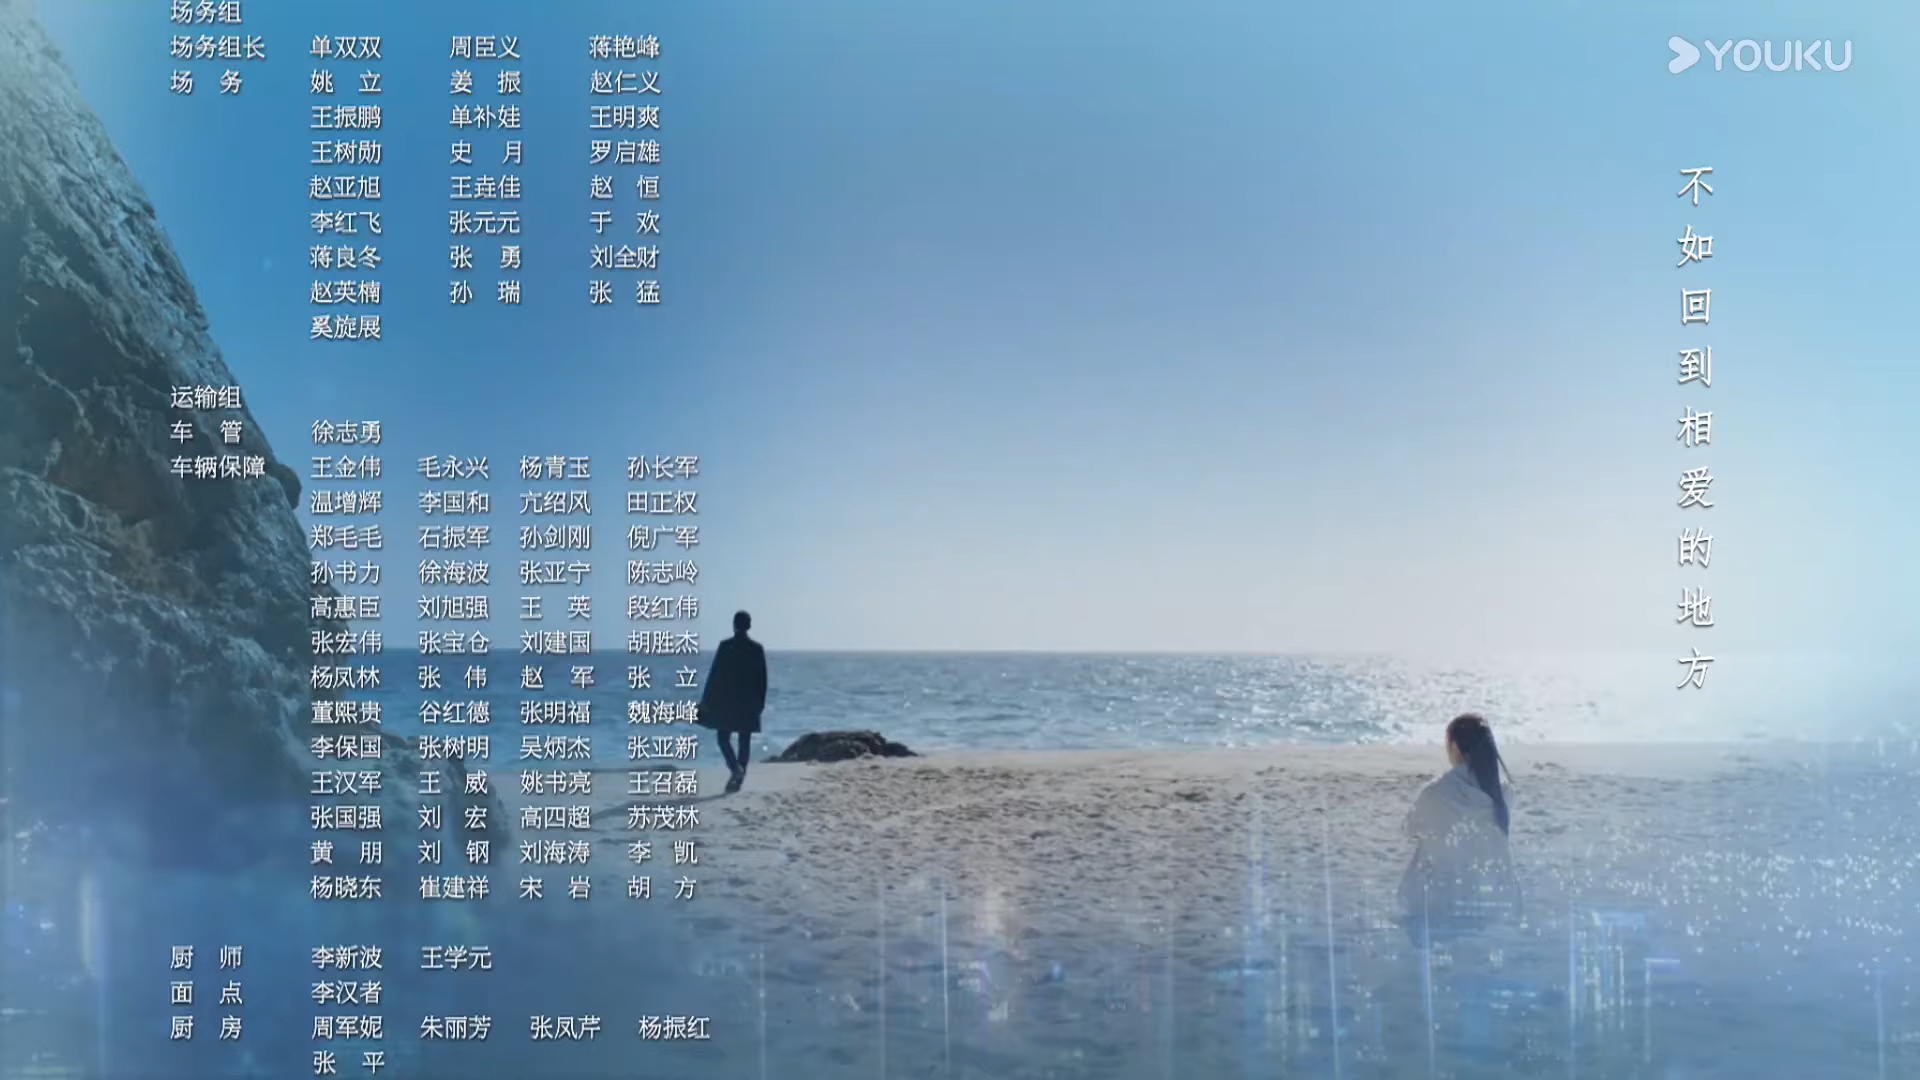 场务组
场务组长 单双双 周臣义 蒋艳峰
场务 姚立 姜振 赵仁义
王振鹏 单补娃 王明爽
王树勋 史月 罗启雄
赵亚旭 王垚佳 赵恒
李红飞 张元元 于欢
蒋良冬 张勇 刘全财
赵英楠 孙瑞 张猛
奚旋展
运输组
车管 徐志勇
车辆保障 王金伟 毛永兴 杨青玉 孙长军
温增辉 李国和 亢绍风 田正权
郑毛毛 石振军 孙剑刚 倪广军
孙书力 徐海波 张亚宁 陈志岭
高惠臣 刘旭强 王英 段红伟
张宏伟 张宝仓 刘建国 胡胜杰
杨凤林 张伟 赵军 张立
董熙贵 谷红德 张明福 魏海峰
李保国 张树明 吴炳杰 张亚新
王汉军 王威 姚书亮 王召磊
张国强 刘宏 高四超 苏茂林
黄朋 刘钢 刘海涛 李凯
杨晓东 崔建祥 宋岩 胡方
厨师 李新波 王学元
面点 李汉者
厨房 周军妮 朱丽芳 张凤芹 杨振红
张平
YOUKU
不如回到相爱的地方